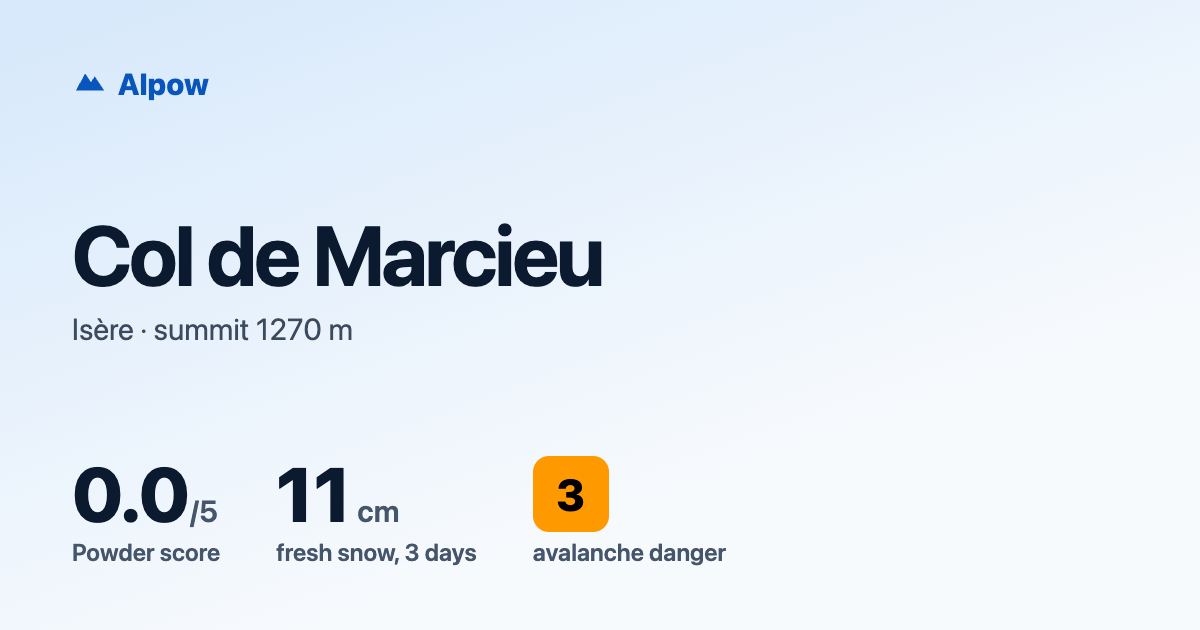 Alpow
Col de Marcieu
Isère · summit 1270 m
0.0/5
Powder score
11 cm
fresh snow, 3 days
3
avalanche danger